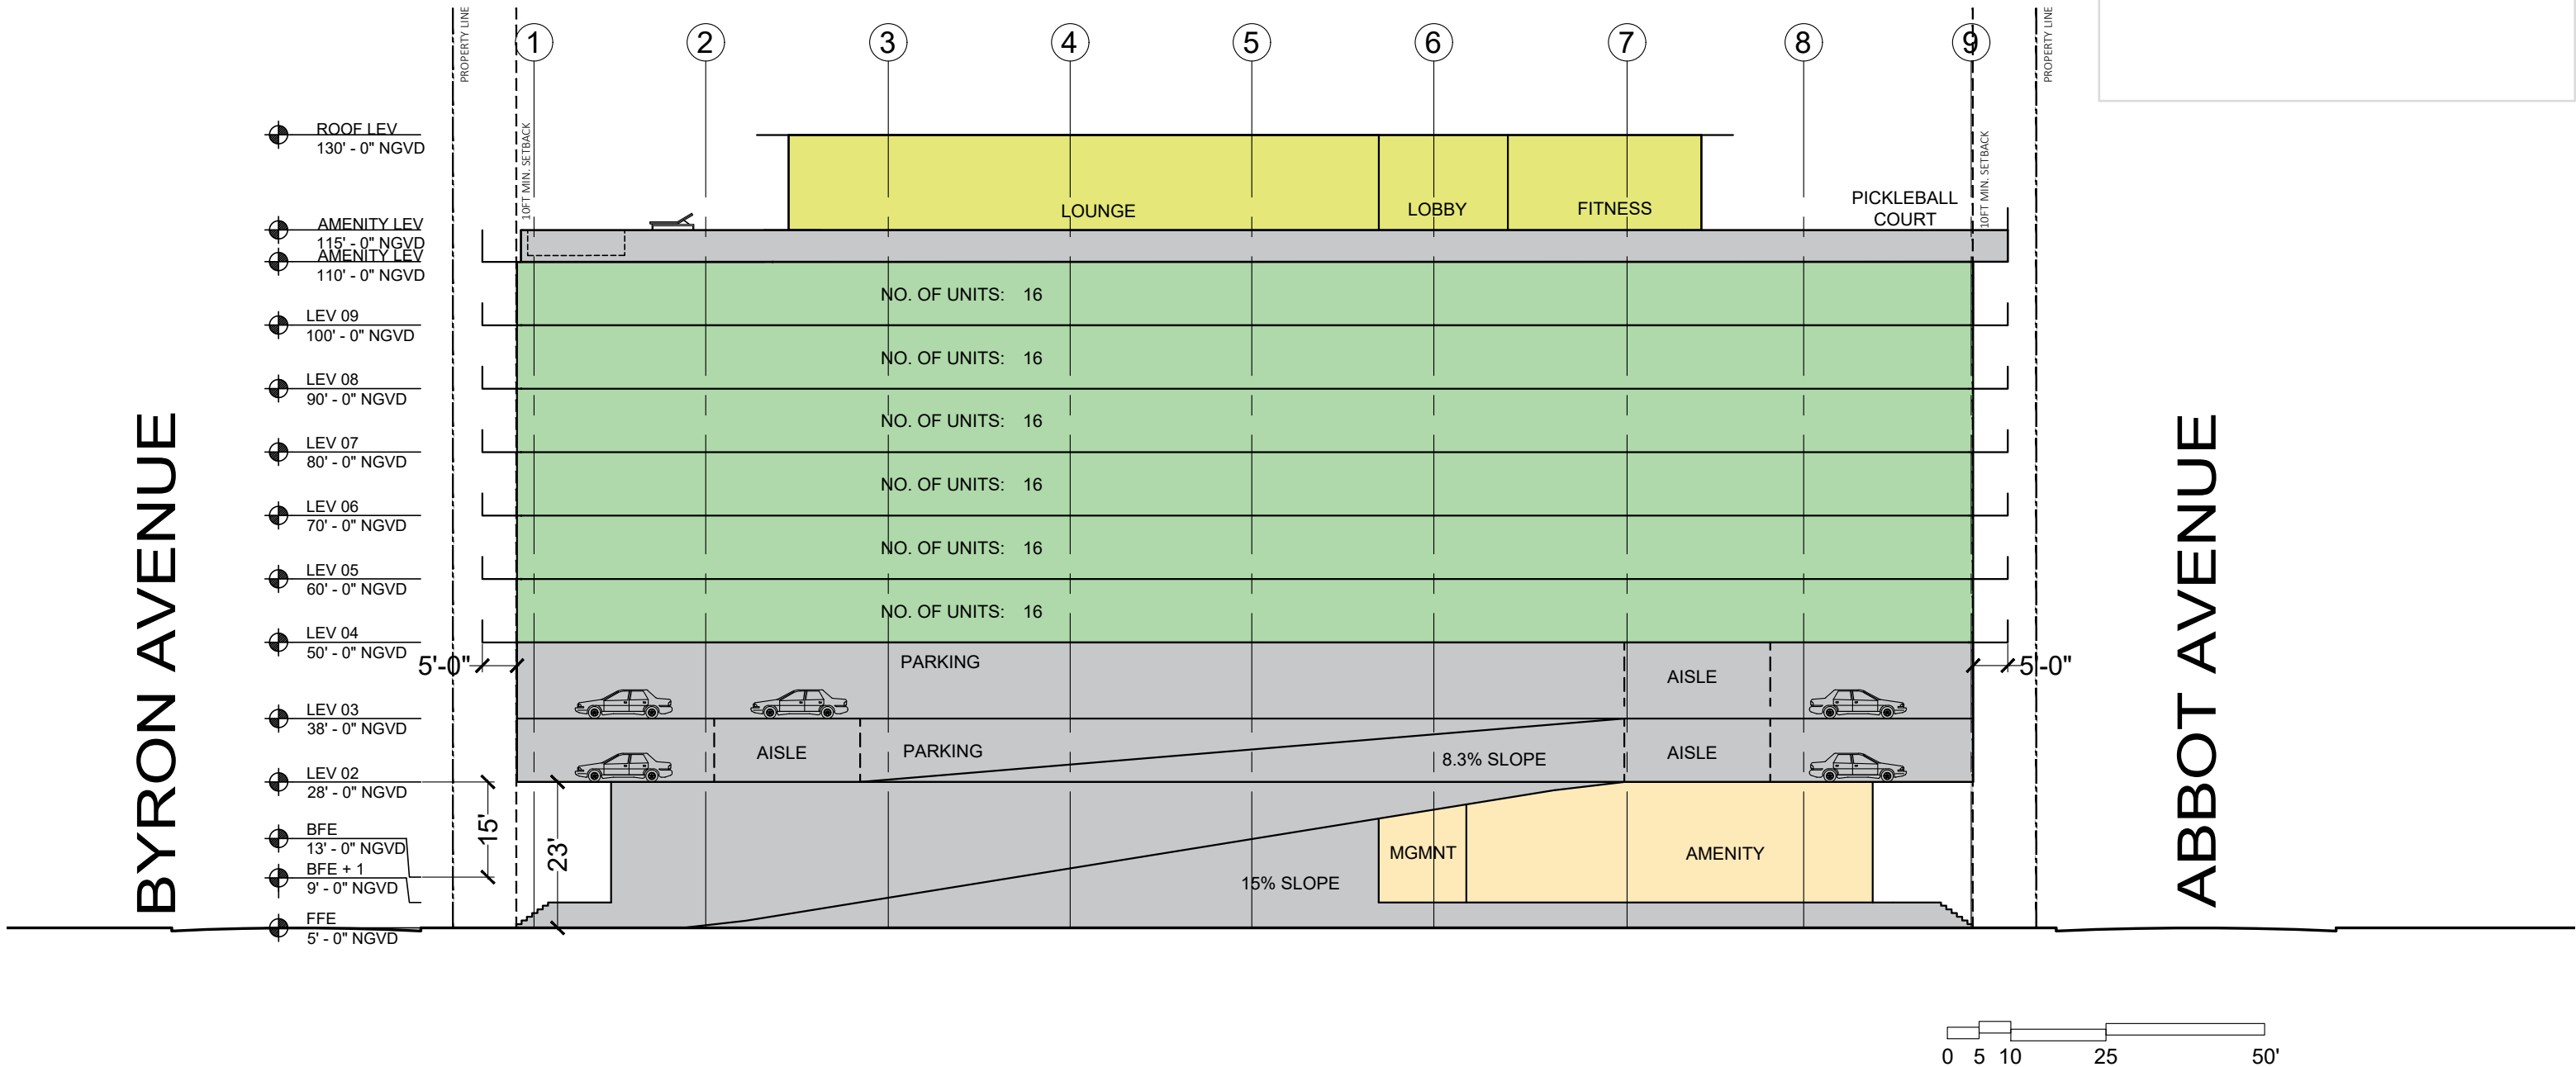 PROPERTY LINE
1
2
3
4
5
6
7
8
9
PROPERTY LINE
10FT MIN. SETBACK
10FT MIN. SETBACK
ROOF LEV
130' - 0" NGVD
LOUNGE
LOBBY
FITNESS
PICKLEBALL
COURT
AMENITY LEV
115' - 0" NGVD
AMENITY LEV
110' - 0" NGVD
NO. OF UNITS: 16
LEV 09
100' - 0" NGVD
NO. OF UNITS: 16
LEV 08
90' - 0" NGVD
NO. OF UNITS: 16
LEV 07
80' - 0" NGVD
NO. OF UNITS: 16
LEV 06
70' - 0" NGVD
NO. OF UNITS: 16
LEV 05
60' - 0" NGVD
NO. OF UNITS: 16
LEV 04
50' - 0" NGVD
5'-0"
PARKING
AISLE
5'-0"
LEV 03
38' - 0" NGVD
AISLE
PARKING
8.3% SLOPE
AISLE
LEV 02
28' - 0" NGVD
15'
23'
BFE
13' - 0" NGVD
BFE + 1
9' - 0" NGVD
MGMNT
AMENITY
15% SLOPE
FFE
5' - 0" NGVD
BYRON AVENUE
ABBOT AVENUE
0 5 10 25 50'